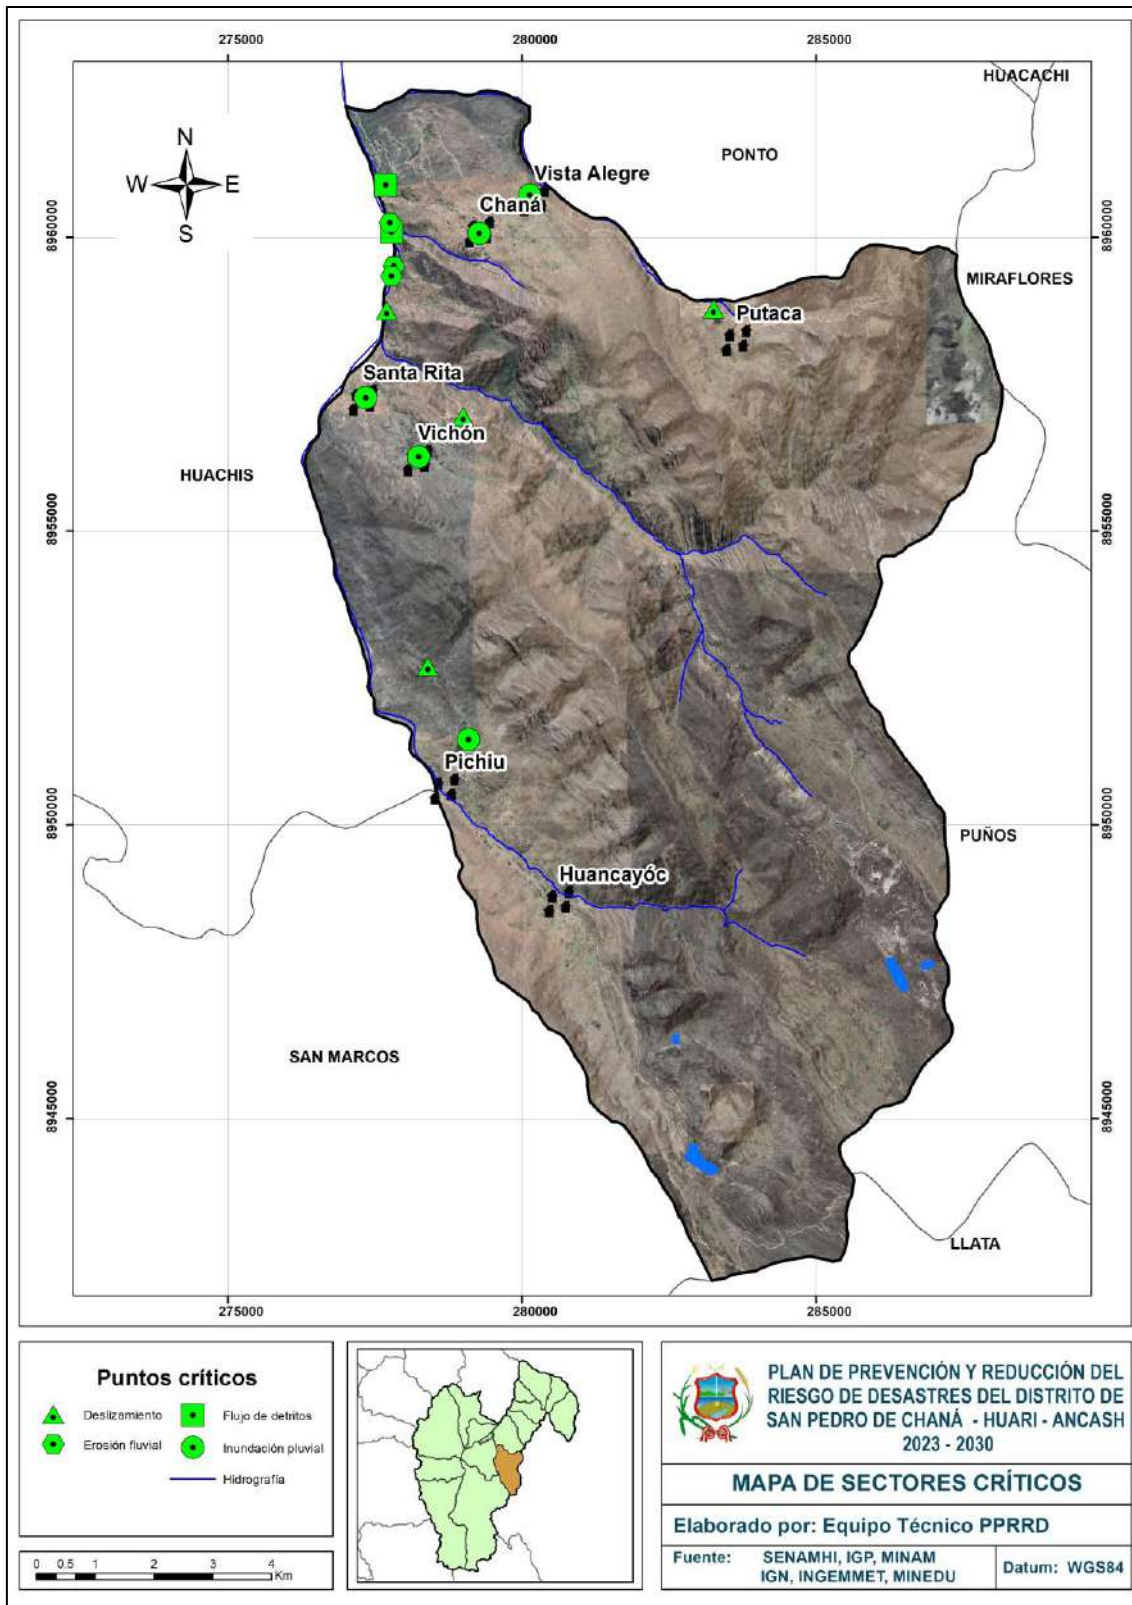 275000
280000
285000
HUACACHI
N
PONTO
W
E
Vista Alegre
S
Chaná
8960000
8960000
MIRAFLORES
Putaca
Santa Rita
Vichón
HUACHIS
8955000
8955000
Pichiu
8950000
8950000
PUÑOS
Huancayóc
SAN MARCOS
8945000
8945000
LLATA
275000
280000
285000
Puntos críticos
Deslizamiento
Flujo de detritos
Erosión fluvial
Inundación pluvial
Hidrografía
0 0.5 1 2 3 4
Km
PLAN DE PREVENCIÓN Y REDUCCIÓN DEL
RIESGO DE DESASTRES DEL DISTRITO DE
SAN PEDRO DE CHANÁ - HUARI - ANCASH
2023 - 2030
MAPA DE SECTORES CRÍTICOS
Elaborado por: Equipo Técnico PPRRD
Fuente: SENAMHI, IGP, MINAM
IGN, INGEMMET, MINEDU
Datum: WGS84